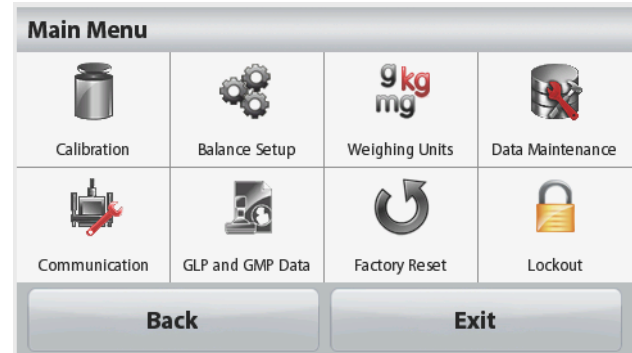 Main Menu
g kg
mg
Calibration Balance Setup Weighing Units Data Maintenance
Communication GLP and GMP Data Factory Reset Lockout
Back Exit